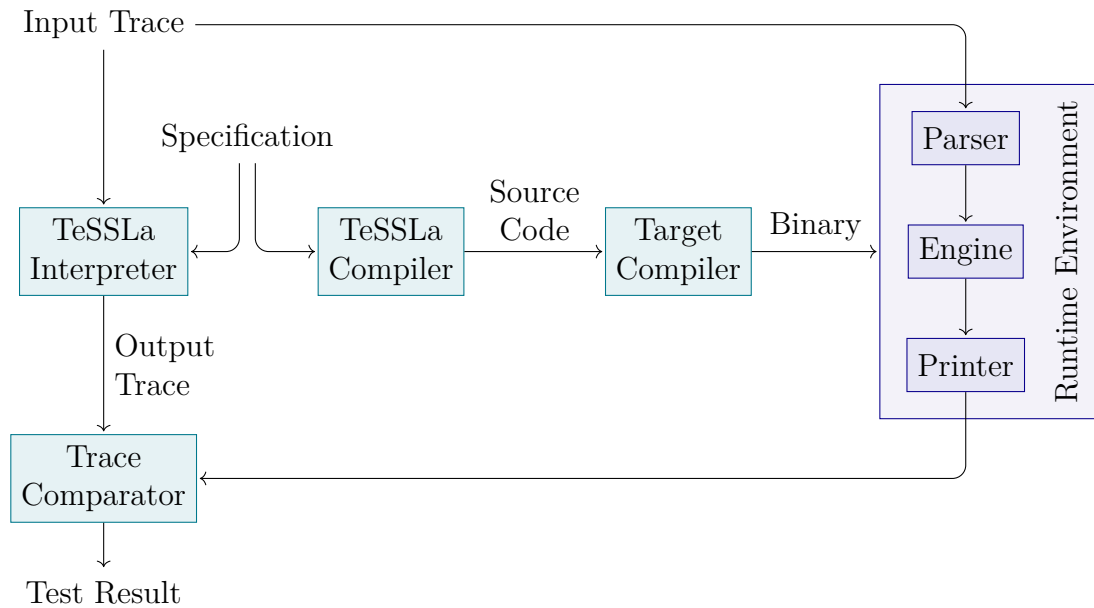 Input Trace
Specification
Parser
Runtime Environment
TeSSLa
Interpreter
TeSSLa
Compiler
Source
Code
Target
Compiler
Binary
Engine
Output
Trace
Printer
Trace
Comparator
Test Result